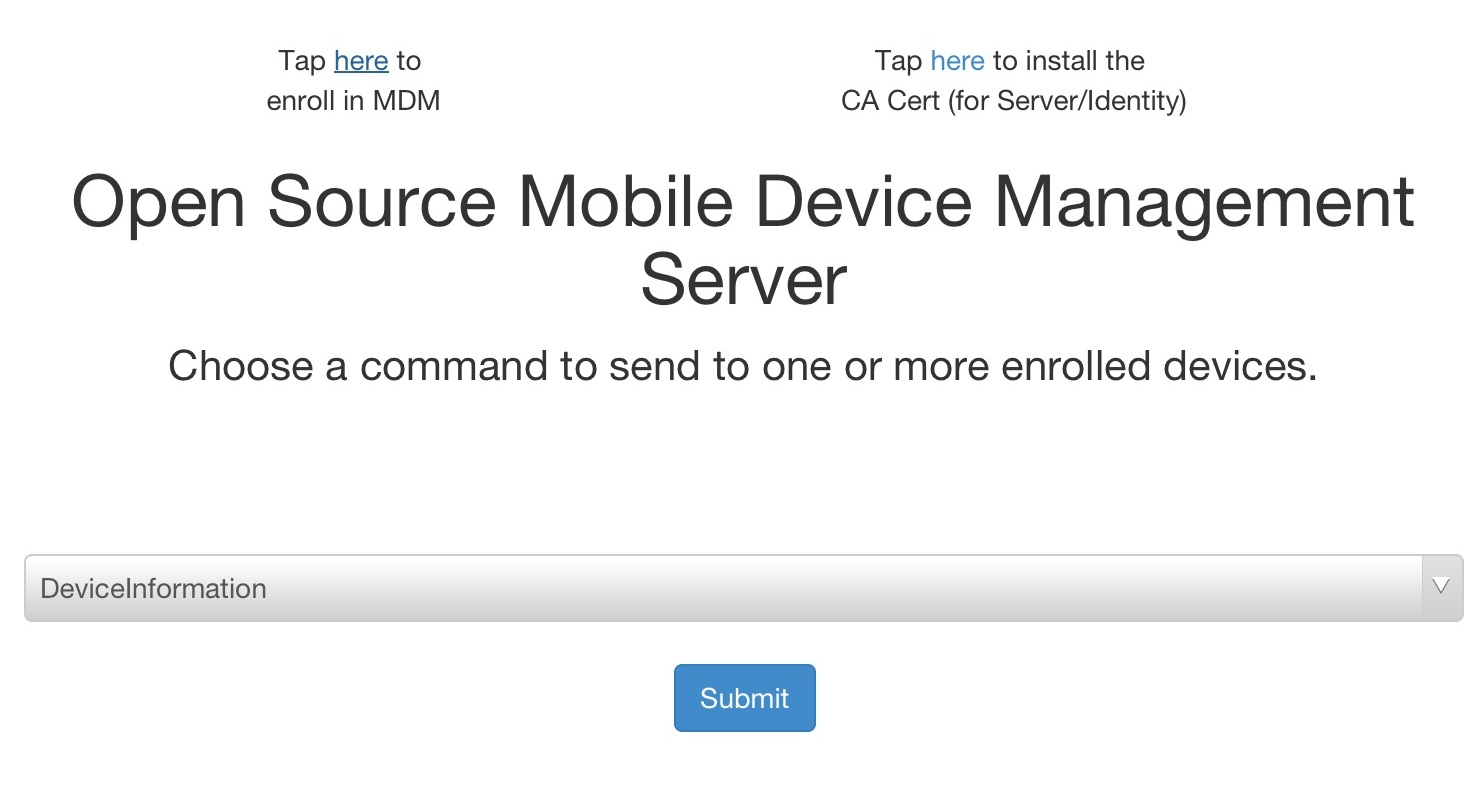 Tap here to
enroll in MDM
Tap here to install the
CA Cert (for Server/Identity)
Open Source Mobile Device Management
Server
Choose a command to send to one or more enrolled devices.
DeviceInformation
Submit